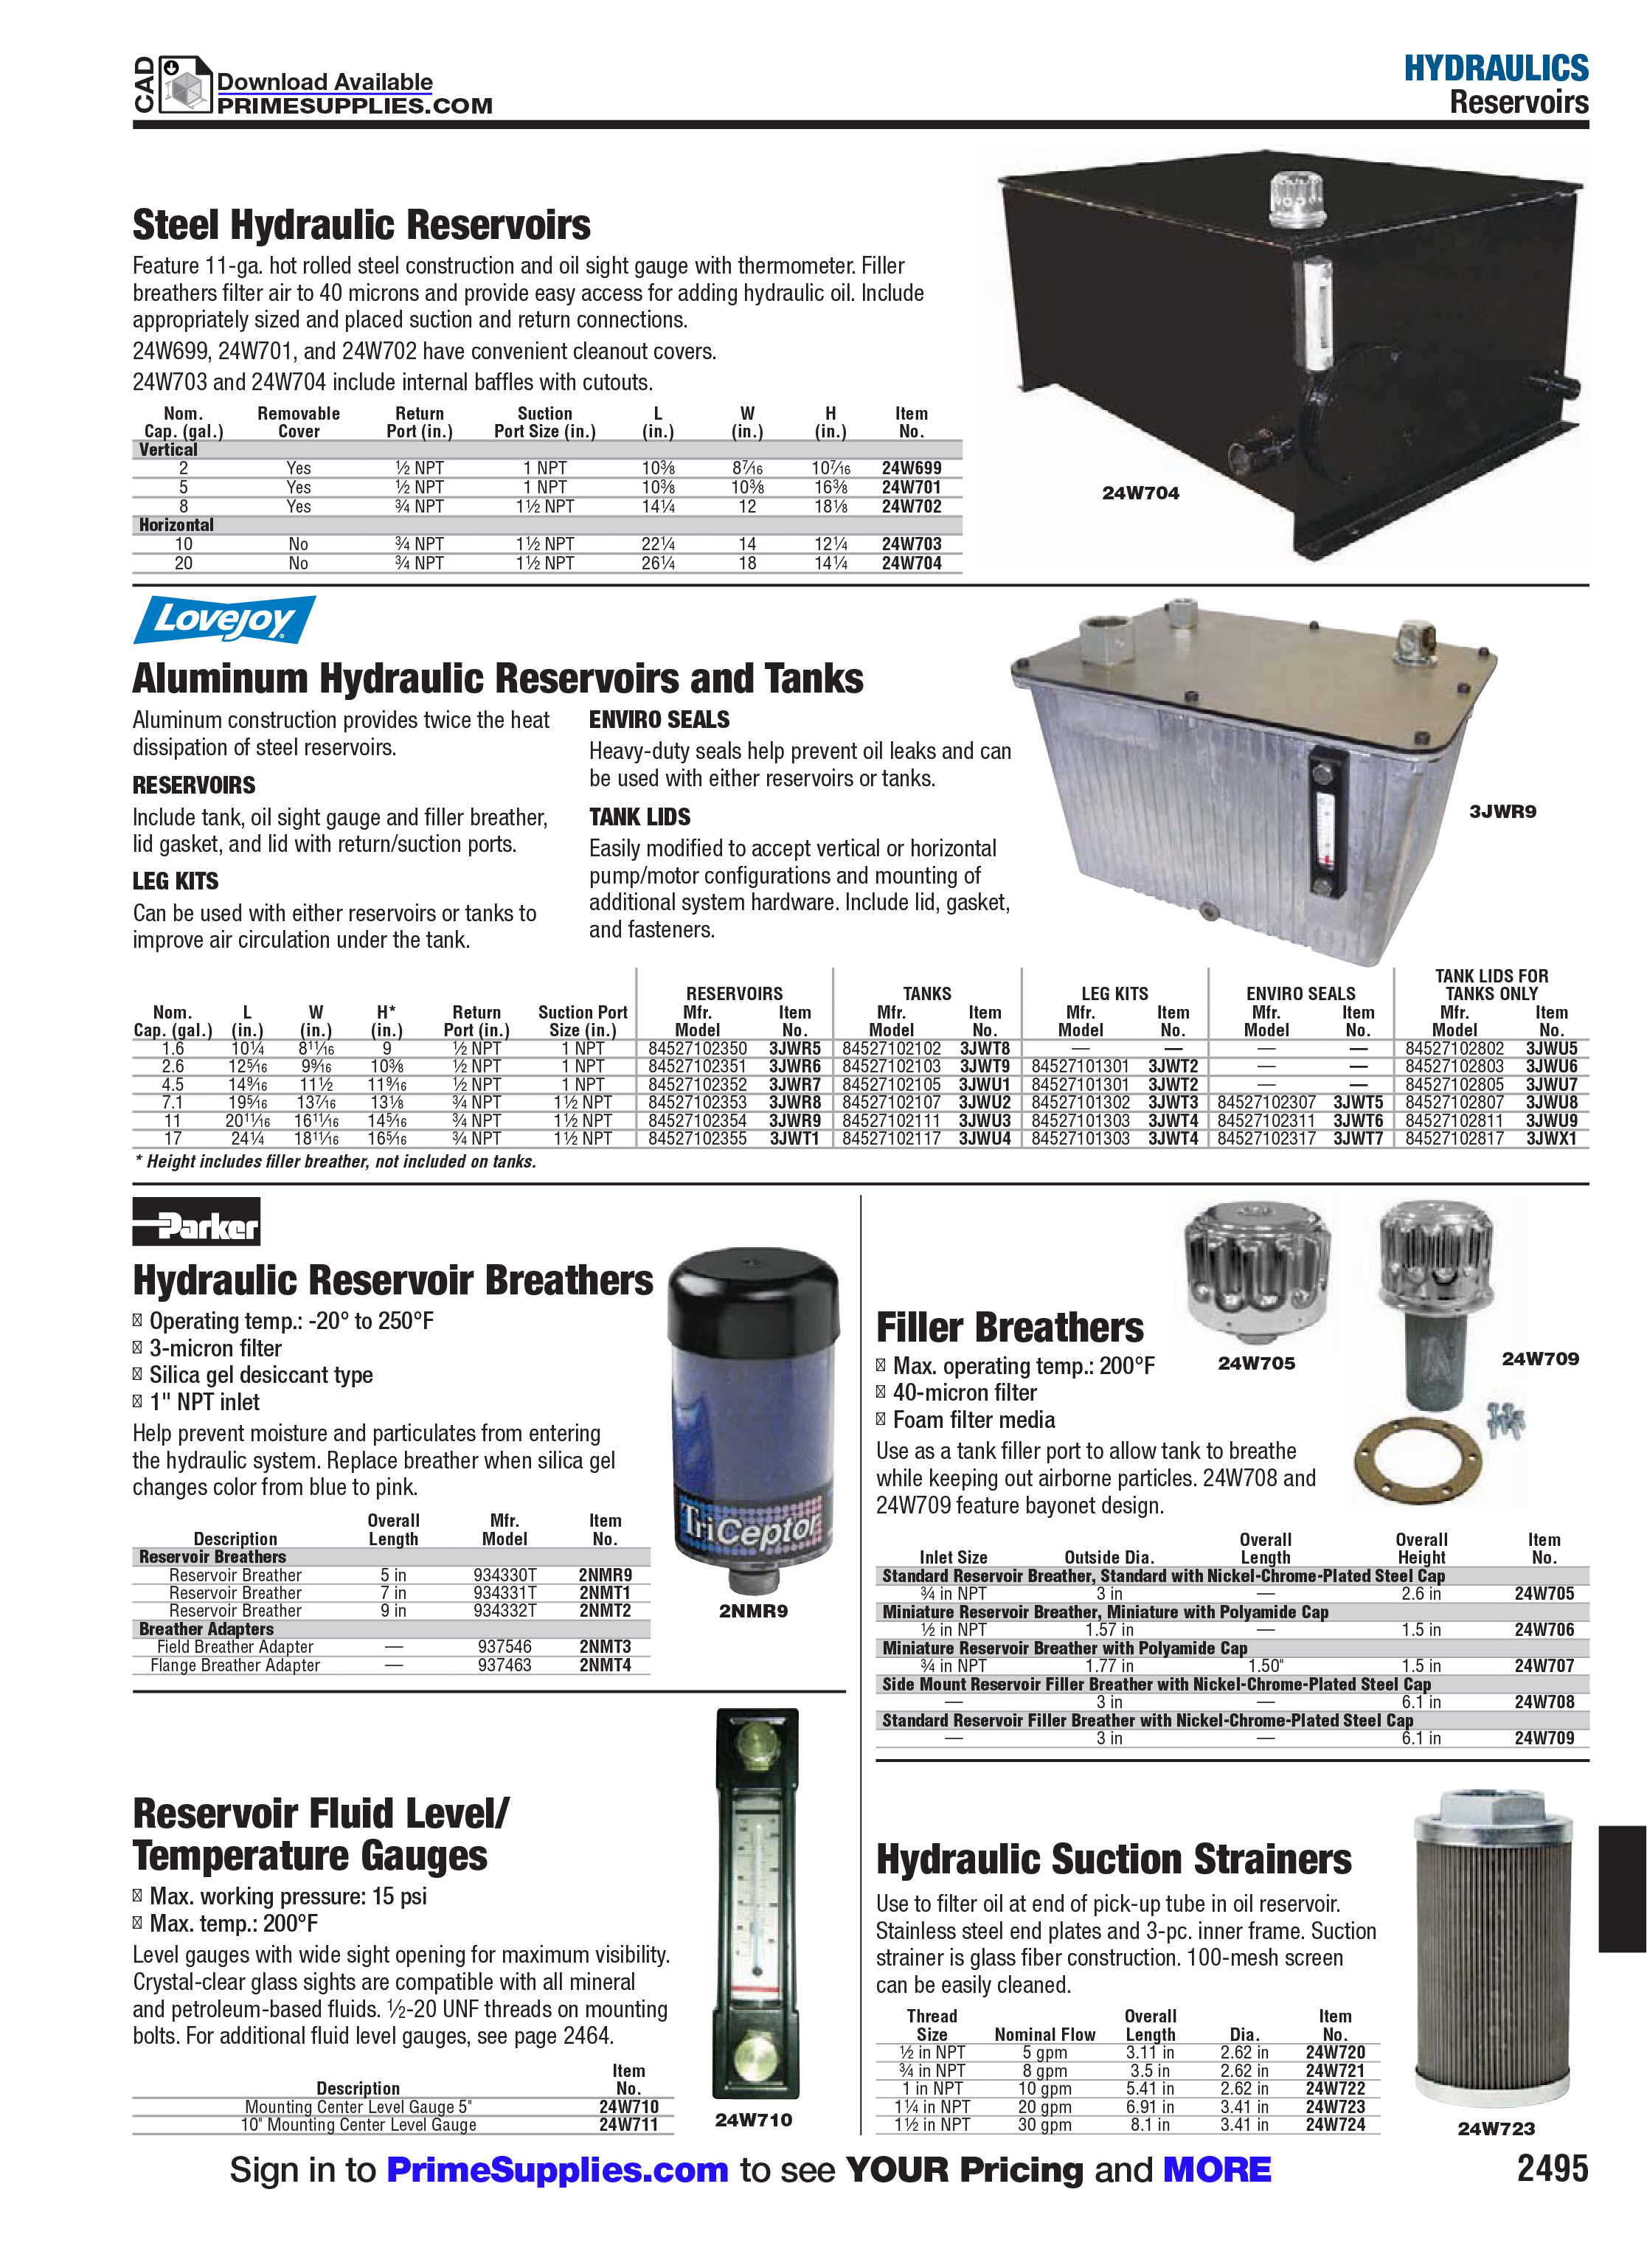 CAD
Download Available
PRIMESUPPLIES.COM
HYDRAULICS
Reservoirs
Steel Hydraulic Reservoirs
Feature 11-ga. hot rolled steel construction and oil sight gauge with thermometer. Filler
breathers filter air to 40 microns and provide easy access for adding hydraulic oil. Include
appropriately sized and placed suction and return connections.
24W699, 24W701, and 24W702 have convenient cleanout covers.
24W703 and 24W704 include internal baffles with cutouts.
Nom. Removable Return Suction L W H Item
Cap. (gal.) Cover Port (in.) Port Size (in.) (in.) (in.) (in.) No.
Vertical
2 Yes ½ NPT 1 NPT 10⅜ 8⁷⁄₁₆ 10⁷⁄₁₆ 24W699
5 Yes ½ NPT 1 NPT 10⅜ 10⅜ 16⅜ 24W701
8 Yes ¾ NPT 1½ NPT 14¼ 12 18⅛ 24W702
Horizontal
10 No ¾ NPT 1½ NPT 22¼ 14 12¼ 24W703
20 No ¾ NPT 1½ NPT 26¼ 18 14¼ 24W704
24W704
Lovejoy
Aluminum Hydraulic Reservoirs and Tanks
Aluminum construction provides twice the heat
dissipation of steel reservoirs.
RESERVOIRS
Include tank, oil sight gauge and filler breather,
lid gasket, and lid with return/suction ports.
LEG KITS
Can be used with either reservoirs or tanks to
improve air circulation under the tank.
ENVIRO SEALS
Heavy-duty seals help prevent oil leaks and can
be used with either reservoirs or tanks.
TANK LIDS
Easily modified to accept vertical or horizontal
pump/motor configurations and mounting of
additional system hardware. Include lid, gasket,
and fasteners.
3JWR9
TANK LIDS FOR
RESERVOIRS TANKS LEG KITS ENVIRO SEALS TANKS ONLY
Nom. L W H* Return Suction Port Mfr. Item Mfr. Item Mfr. Item Mfr. Item Mfr. Item
Cap. (gal.) (in.) (in.) (in.) Port (in.) Size (in.) Model No. Model No. Model No. Model No. Model No.
1.6 10¼ 8¹¹⁄₁₆ 9 ½ NPT 1 NPT 84527102350 3JWR5 84527102102 3JWT8 — — — — 84527102802 3JWU5
2.6 12⁵⁄₁₆ 9⁹⁄₁₆ 10⅜ ½ NPT 1 NPT 84527102351 3JWR6 84527102103 3JWT9 84527101301 3JWT2 — — 84527102803 3JWU6
4.5 14⁹⁄₁₆ 11½ 11⁹⁄₁₆ ½ NPT 1 NPT 84527102352 3JWR7 84527102105 3JWU1 84527101301 3JWT2 — — 84527102805 3JWU7
7.1 19⁵⁄₁₆ 13⁷⁄₁₆ 13⅛ ¾ NPT 1½ NPT 84527102353 3JWR8 84527102107 3JWU2 84527101302 3JWT3 84527102307 3JWT5 84527102807 3JWU8
11 20¹¹⁄₁₆ 16¹¹⁄₁₆ 14⁵⁄₁₆ ¾ NPT 1½ NPT 84527102354 3JWR9 84527102111 3JWU3 84527101303 3JWT4 84527102311 3JWT6 84527102811 3JWU9
17 24¼ 18¹¹⁄₁₆ 16⁵⁄₁₆ ¾ NPT 1½ NPT 84527102355 3JWT1 84527102117 3JWU4 84527101303 3JWT4 84527102317 3JWT7 84527102817 3JWX1
* Height includes filler breather, not included on tanks.
Parker
Hydraulic Reservoir Breathers
Operating temp.: -20° to 250°F
3-micron filter
Silica gel desiccant type
1" NPT inlet
Help prevent moisture and particulates from entering
the hydraulic system. Replace breather when silica gel
changes color from blue to pink.
Overall Mfr. Item
Description Length Model No.
Reservoir Breathers
Reservoir Breather 5 in 934330T 2NMR9
Reservoir Breather 7 in 934331T 2NMT1
Reservoir Breather 9 in 934332T 2NMT2
Breather Adapters
Field Breather Adapter — 937546 2NMT3
Flange Breather Adapter — 937463 2NMT4
TriCeptor
2NMR9
Filler Breathers
Max. operating temp.: 200°F
40-micron filter
Foam filter media
Use as a tank filler port to allow tank to breathe
while keeping out airborne particles. 24W708 and
24W709 feature bayonet design.
24W705
24W709
Overall Overall Item
Inlet Size Outside Dia. Length Height No.
Standard Reservoir Breather, Standard with Nickel-Chrome-Plated Steel Cap
¾ in NPT 3 in — 2.6 in 24W705
Miniature Reservoir Breather, Miniature with Polyamide Cap
½ in NPT 1.57 in — 1.5 in 24W706
Miniature Reservoir Breather with Polyamide Cap
¾ in NPT 1.77 in 1.50" 1.5 in 24W707
Side Mount Reservoir Filler Breather with Nickel-Chrome-Plated Steel Cap
— 3 in — 6.1 in 24W708
Standard Reservoir Filler Breather with Nickel-Chrome-Plated Steel Cap
— 3 in — 6.1 in 24W709
Reservoir Fluid Level/
Temperature Gauges
Max. working pressure: 15 psi
Max. temp.: 200°F
Level gauges with wide sight opening for maximum visibility.
Crystal-clear glass sights are compatible with all mineral
and petroleum-based fluids. ½-20 UNF threads on mounting
bolts. For additional fluid level gauges, see page 2464.
Item
Description No.
Mounting Center Level Gauge 5" 24W710
10" Mounting Center Level Gauge 24W711
24W710
Hydraulic Suction Strainers
Use to filter oil at end of pick-up tube in oil reservoir.
Stainless steel end plates and 3-pc. inner frame. Suction
strainer is glass fiber construction. 100-mesh screen
can be easily cleaned.
Thread Overall Item
Size Nominal Flow Length Dia. No.
½ in NPT 5 gpm 3.11 in 2.62 in 24W720
¾ in NPT 8 gpm 3.5 in 2.62 in 24W721
1 in NPT 10 gpm 5.41 in 2.62 in 24W722
1¼ in NPT 20 gpm 6.91 in 3.41 in 24W723
1½ in NPT 30 gpm 8.1 in 3.41 in 24W724
24W723
Sign in to PrimeSupplies.com to see YOUR Pricing and MORE
2495